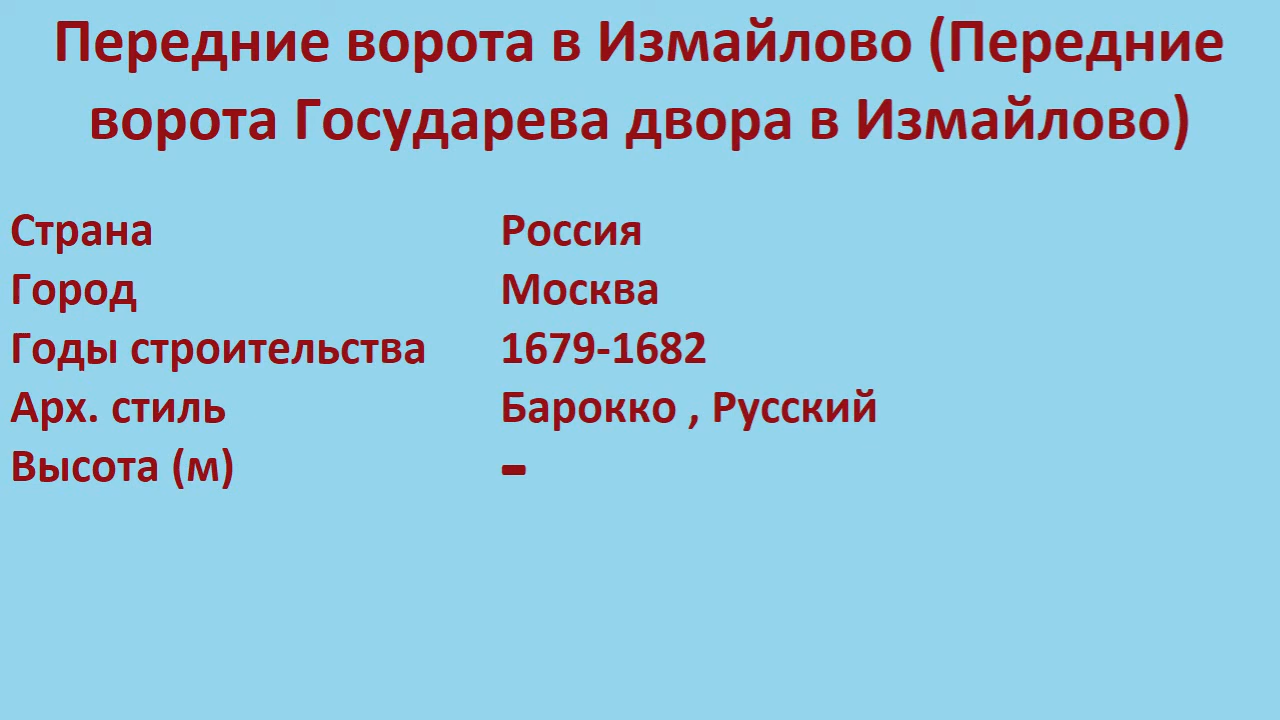 Передние ворота в Измайлово (Передние
ворота Государева двора в Измайлово)
Страна Россия
Город Москва
Годы строительства 1679-1682
Арх. стиль Барокко , Русский
Высота (м) -